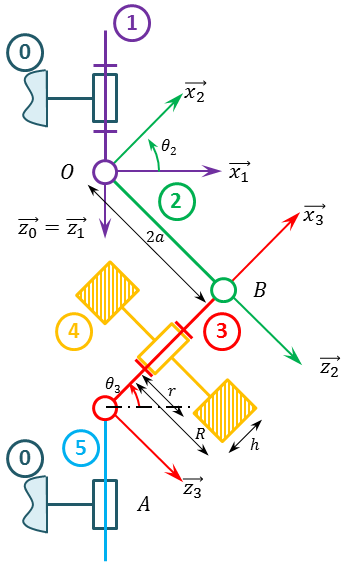 1
0
x₂
θ₂
O
x₁
2
z₀ = z₁
x₃
2a
B
4
3
z₂
θ₃
r
R
h
5
0
z₃
A